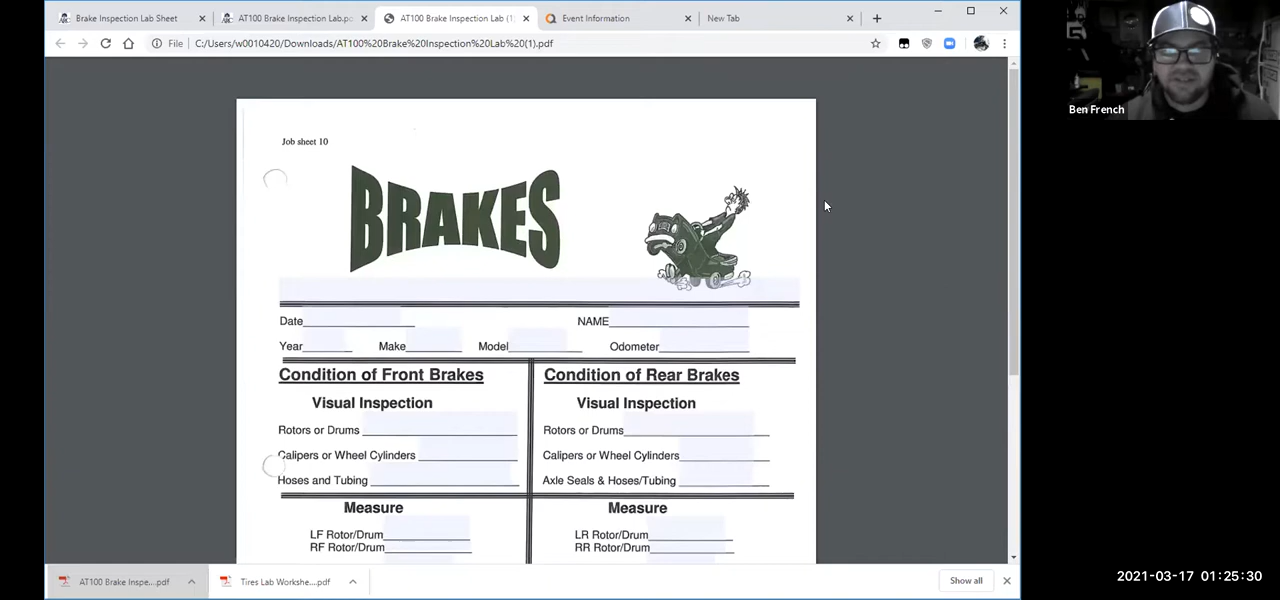 Brake Inspection Lab Sheet
AT100 Brake Inspection Lab.pc
AT100 Brake Inspection Lab (1
Event Information
New Tab
File
C:/Users/w0010420/Downloads/AT100%20Brake%20Inspection%20Lab%20(1).pdf
Ben French
Job sheet 10
BRAKES
Date
NAME
Year
Make
Model
Odometer
Condition of Front Brakes
Condition of Rear Brakes
Visual Inspection
Visual Inspection
Rotors or Drums
Rotors or Drums
Calipers or Wheel Cylinders
Calipers or Wheel Cylinders
Hoses and Tubing
Axle Seals & Hoses/Tubing
Measure
Measure
LF Rotor/Drum
LR Rotor/Drum
RF Rotor/Drum
RR Rotor/Drum
AT100 Brake Inspe....pdf
Tires Lab Workshe....pdf
Show all
2021-03-17 01:25:30